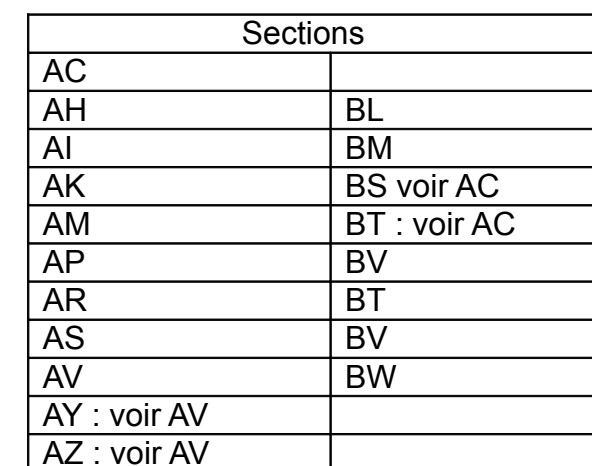 Sections
AC
AH BL
AI BM
AK BS voir AC
AM BT : voir AC
AP BV
AR BT
AS BV
AV BW
AY : voir AV
AZ : voir AV